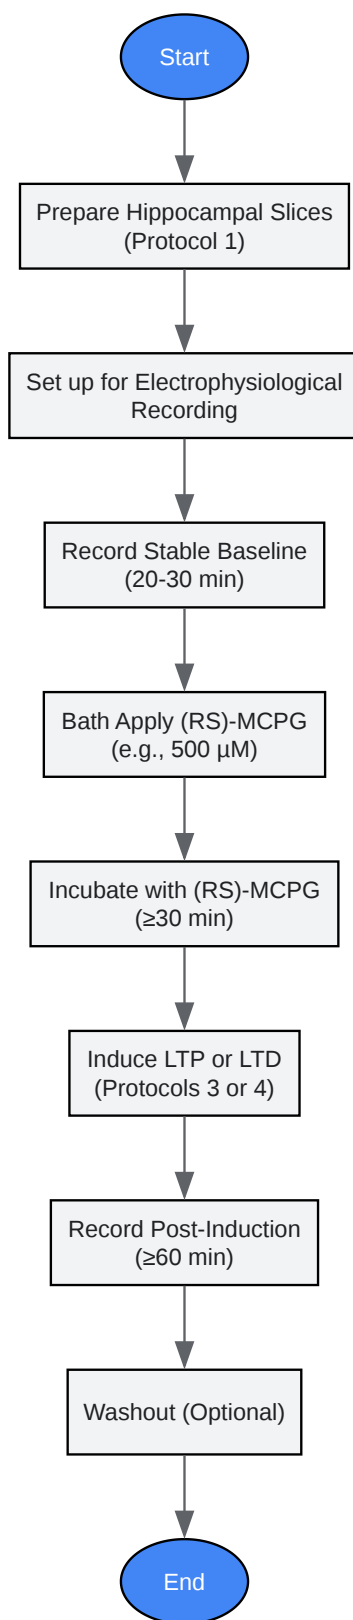 Start
Prepare Hippocampal Slices
(Protocol 1)
Set up for Electrophysiological
Recording
Record Stable Baseline
(20-30 min)
Bath Apply (RS)-MCPG
(e.g., 500 µM)
Incubate with (RS)-MCPG
(≥30 min)
Induce LTP or LTD
(Protocols 3 or 4)
Record Post-Induction
(≥60 min)
Washout (Optional)
End